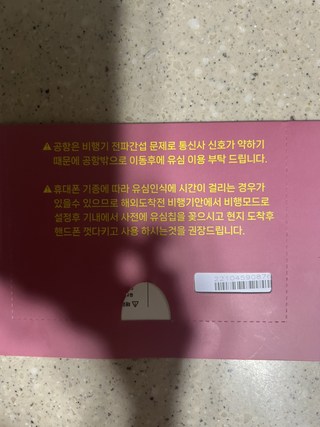 ⚠ 공항은 비행기 전파간섭 문제로 통신사 신호가 약하기
때문에 공항밖으로 이동후에 유심 이용 부탁 드립니다.
⚠ 휴대폰 기종에 따라 유심인식에 시간이 걸리는 경우가
있을수 있으므로 해외도착전 비행기안에서 비행모드로
설정후 기내에서 사전에 유심칩을 꽂으시고 현지 도착후
핸드폰 껏다키고 사용 하시는것을 권장드립니다.